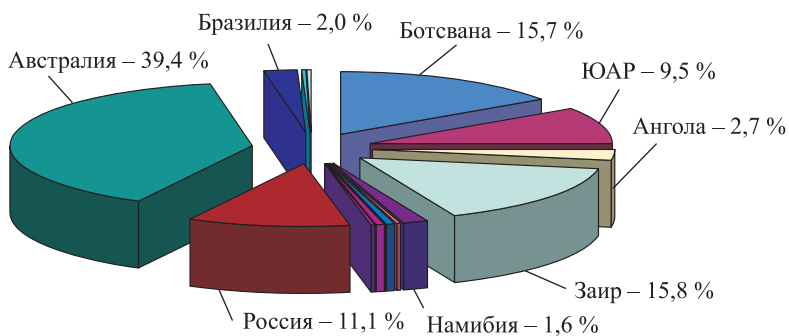 Бразилия – 2,0 %
Ботсвана – 15,7 %
Австралия – 39,4 %
ЮАР – 9,5 %
Ангола – 2,7 %
Заир – 15,8 %
Россия – 11,1 %
Намибия – 1,6 %